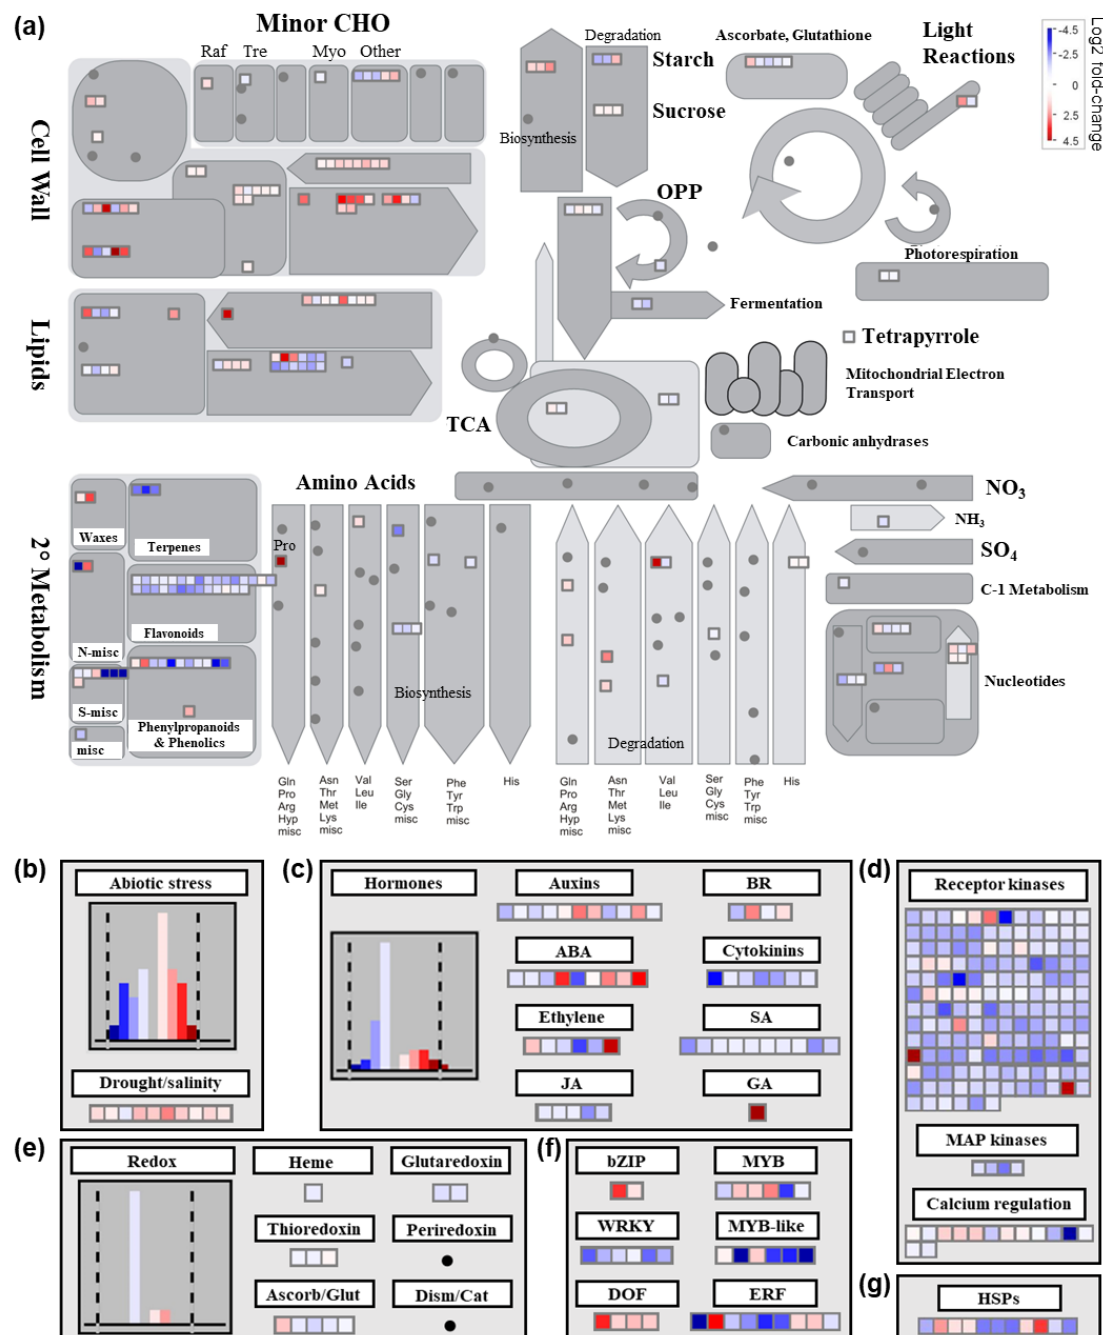 (a)
Minor CHO
Raf
Tre
Myo
Other
Degradation
Starch
Sucrose
Biosynthesis
Ascorbate, Glutathione
Light
Reactions
-4.5
-2.5
0
2.5
4.5
Log2 fold-change
Cell Wall
OPP
Photorespiration
Fermentation
Lipids
Tetrapyrrole
Mitochondrial Electron
Transport
TCA
Carbonic anhydrases
Amino Acids
NO3
NH3
SO4
C-1 Metabolism
Nucleotides
2° Metabolism
Waxes
Terpenes
N-misc
Flavonoids
S-misc
misc
Phenylpropanoids
& Phenolics
Pro
Biosynthesis
Degradation
Gln
Pro
Arg
Hyp
misc
Asn
Thr
Met
Lys
misc
Val
Leu
Ile
Ser
Gly
Cys
misc
Phe
Tyr
Trp
misc
His
Gln
Pro
Arg
Hyp
misc
Asn
Thr
Met
Lys
misc
Val
Leu
Ile
Ser
Gly
Cys
misc
Phe
Tyr
Trp
misc
His
(b)
Abiotic stress
Drought/salinity
(c)
Hormones
Auxins
BR
ABA
Cytokinins
Ethylene
SA
JA
GA
(d)
Receptor kinases
MAP kinases
Calcium regulation
(e)
Redox
Heme
Glutaredoxin
Thioredoxin
Periredoxin
Ascorb/Glut
Dism/Cat
(f)
bZIP
MYB
WRKY
MYB-like
DOF
ERF
(g)
HSPs